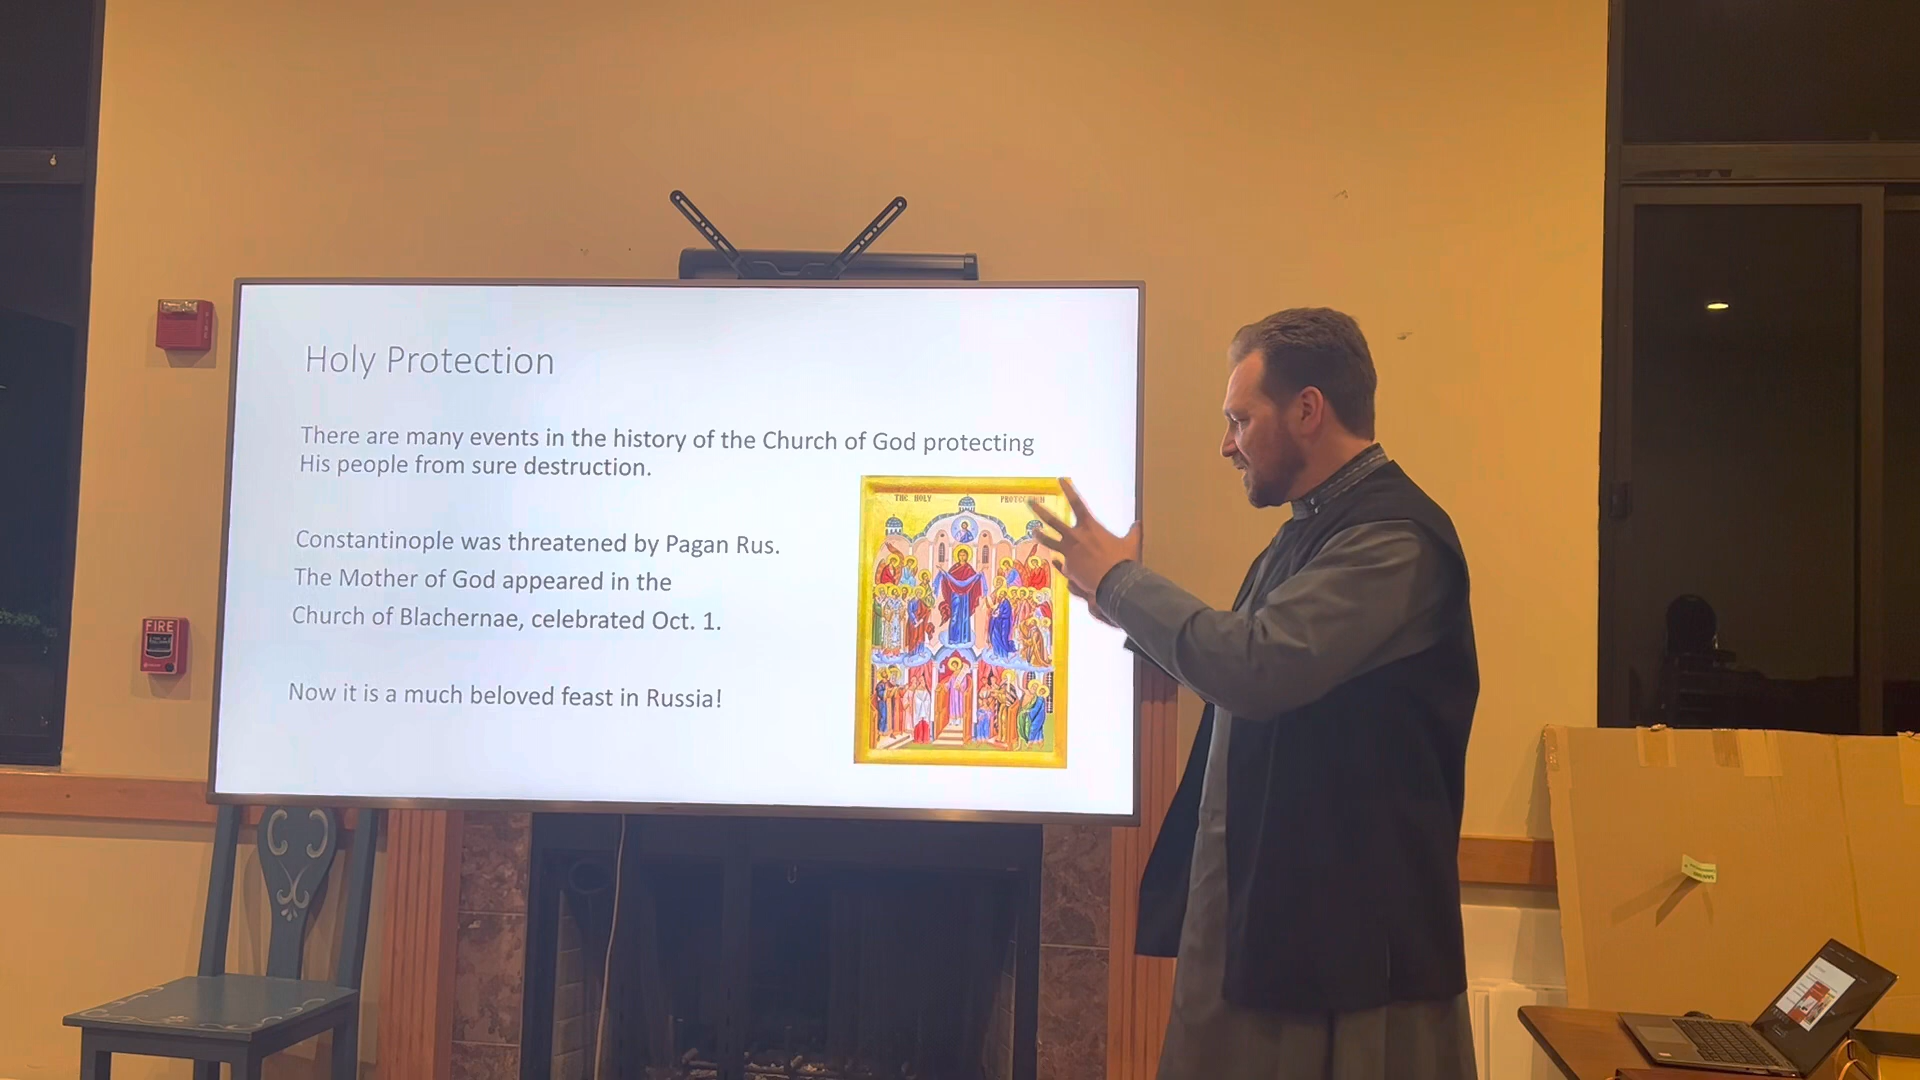 Holy Protection
There are many events in the history of the Church of God protecting
His people from sure destruction.
THE HOLY
Constantinople was threatened by Pagan Rus.
The Mother of God appeared in the
Church of Blachernae, celebrated Oct. 1.
Now it is a much beloved feast in Russia!
FIRE
FIRE